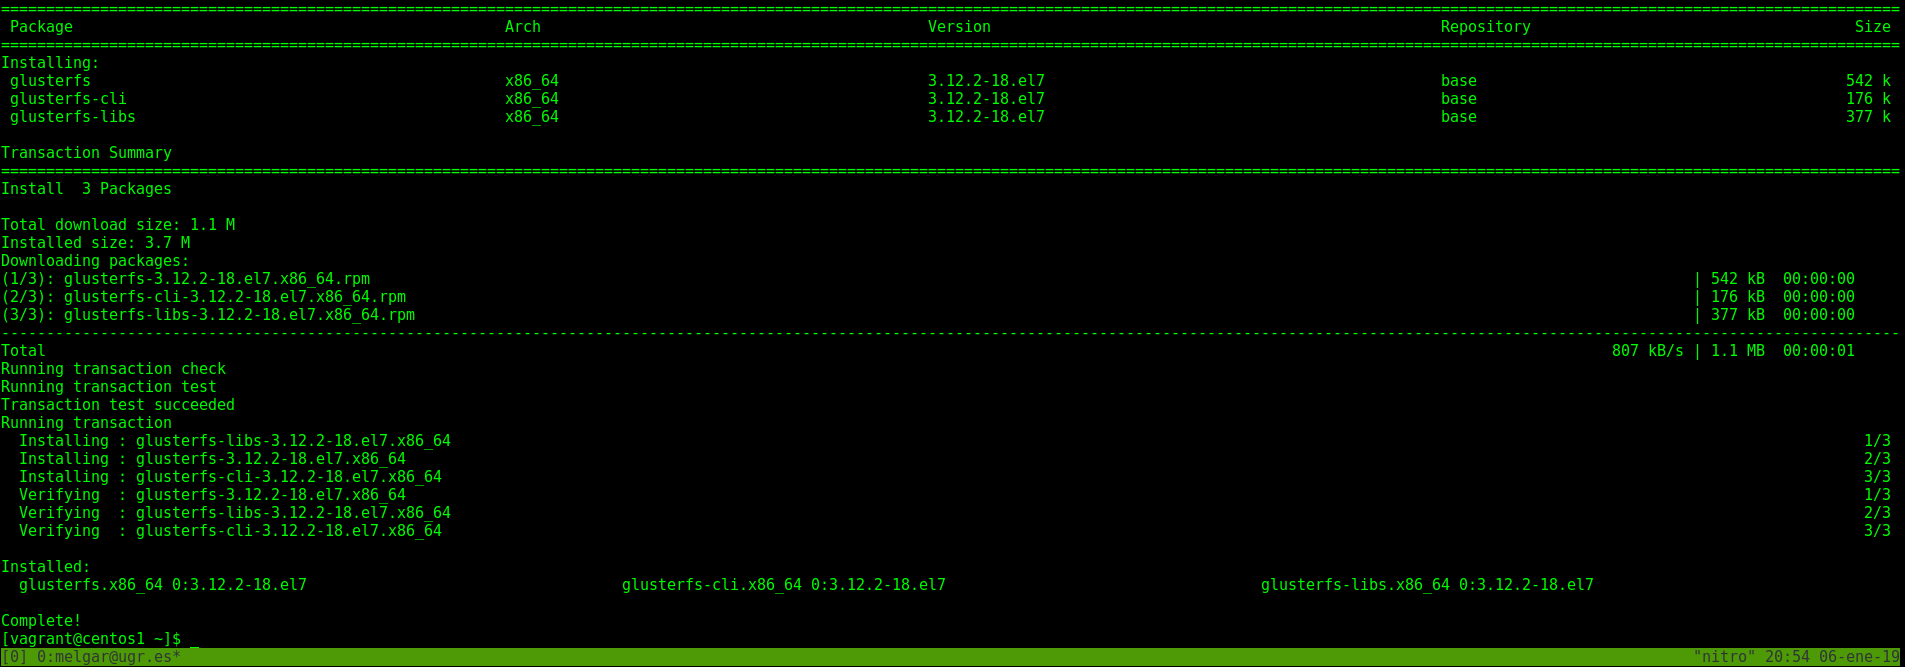 Package Arch Version Repository Size
Installing:
glusterfs x86_64 3.12.2-18.el7 base 542 k
glusterfs-cli x86_64 3.12.2-18.el7 base 176 k
glusterfs-libs x86_64 3.12.2-18.el7 base 377 k
Transaction Summary
Install  3 Packages
Total download size: 1.1 M
Installed size: 3.7 M
Downloading packages:
(1/3): glusterfs-3.12.2-18.el7.x86_64.rpm | 542 kB  00:00:00
(2/3): glusterfs-cli-3.12.2-18.el7.x86_64.rpm | 176 kB  00:00:00
(3/3): glusterfs-libs-3.12.2-18.el7.x86_64.rpm | 377 kB  00:00:00
Total 807 kB/s | 1.1 MB  00:00:01
Running transaction check
Running transaction test
Transaction test succeeded
Running transaction
Installing : glusterfs-libs-3.12.2-18.el7.x86_64 1/3
Installing : glusterfs-3.12.2-18.el7.x86_64 2/3
Installing : glusterfs-cli-3.12.2-18.el7.x86_64 3/3
Verifying  : glusterfs-3.12.2-18.el7.x86_64 1/3
Verifying  : glusterfs-libs-3.12.2-18.el7.x86_64 2/3
Verifying  : glusterfs-cli-3.12.2-18.el7.x86_64 3/3
Installed:
glusterfs.x86_64 0:3.12.2-18.el7 glusterfs-cli.x86_64 0:3.12.2-18.el7 glusterfs-libs.x86_64 0:3.12.2-18.el7
Complete!
[vagrant@centos1 ~]$ _
[0] 0:melgar@ugr.es* "nitro" 20:54 06-ene-19